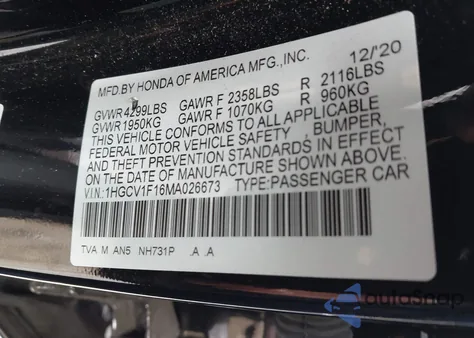 MFD.BY HONDA OF AMERICA MFG.,INC. 12/'20
GVWR 4299LBS GAWR F 2358LBS R 2116LBS
GVWR 1950KG GAWR F 1070KG R 960KG
THIS VEHICLE CONFORMS TO ALL APPLICABLE
FEDERAL MOTOR VEHICLE SAFETY , BUMPER,
AND THEFT PREVENTION STANDARDS IN EFFECT
ON THE DATE OF MANUFACTURE SHOWN ABOVE.
V.I.N.:1HGCV1F16MA026673 TYPE:PASSENGER CAR
TVA M AN5 NH731P .A .A
autoSnap